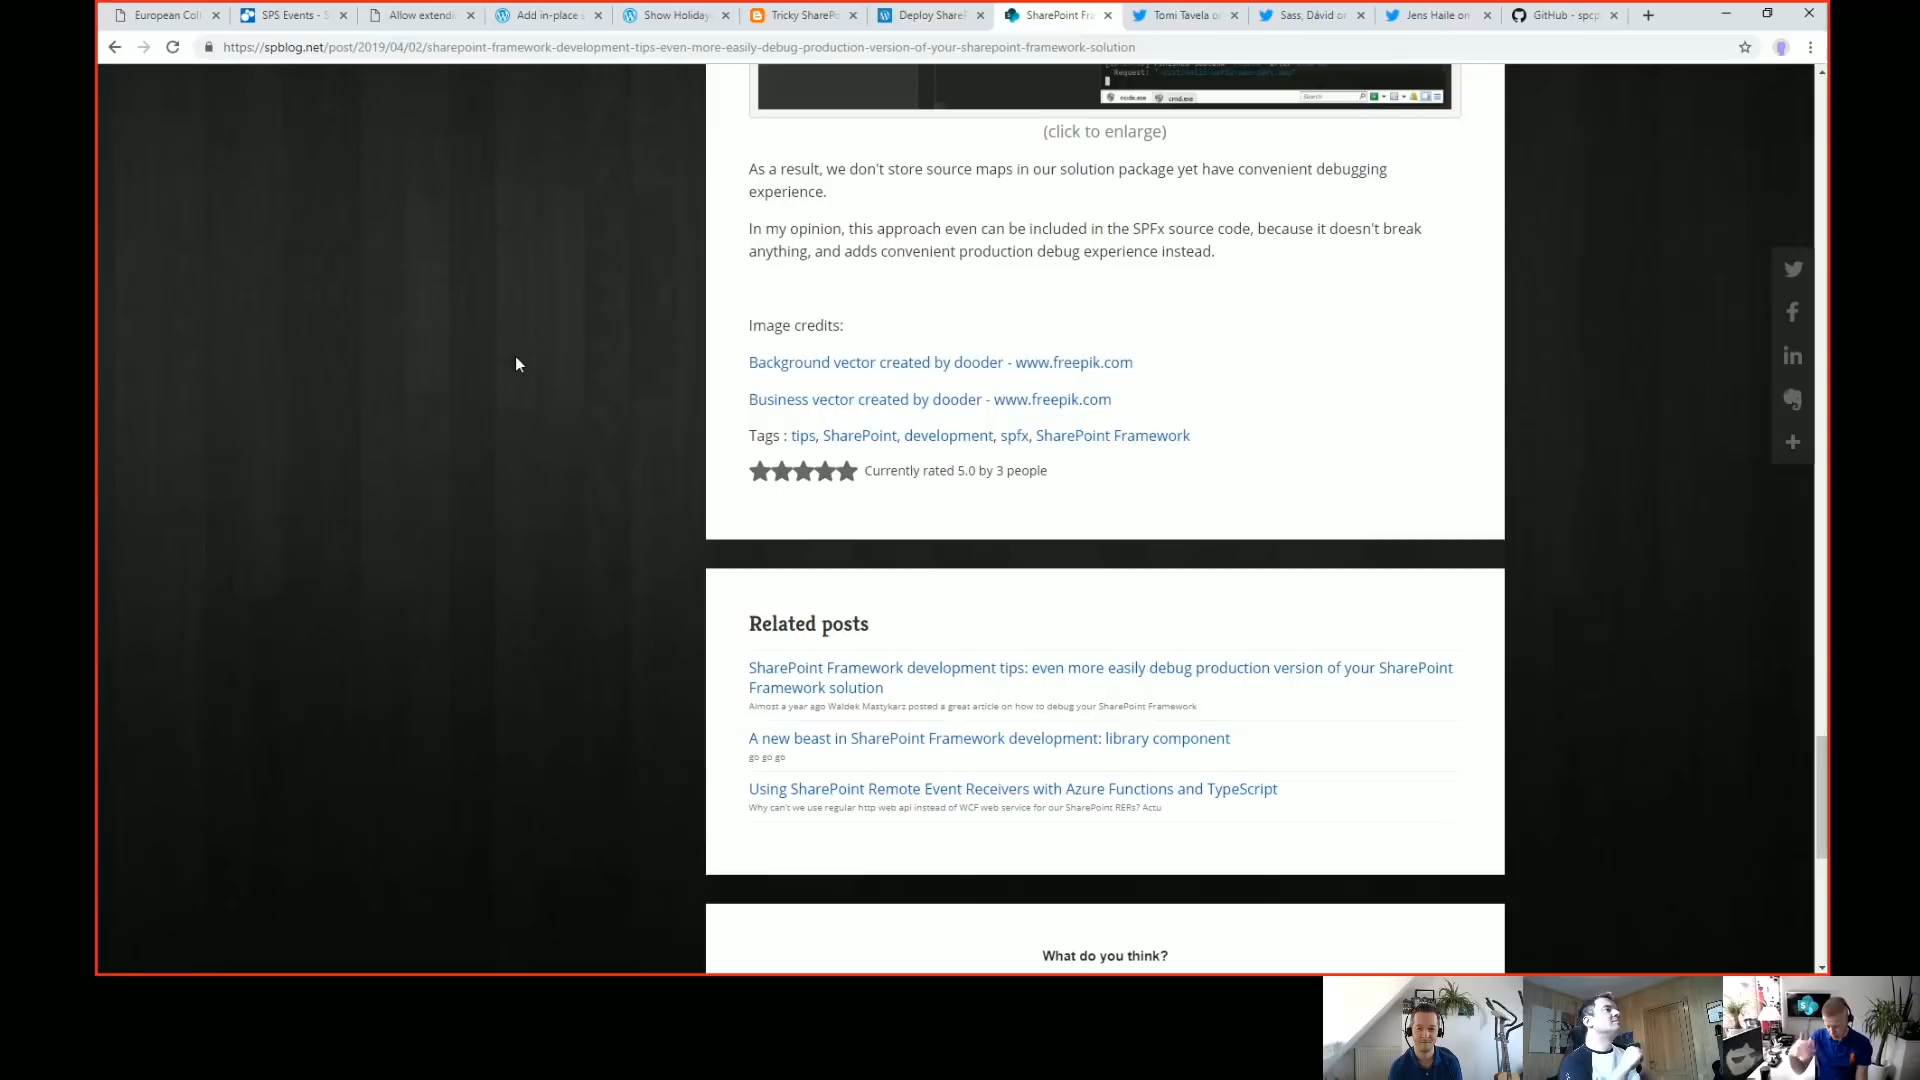 European Col
SPS Events - S
Allow extendi
Add in-place s
Show Holiday
Tricky SharePo
Deploy ShareP
SharePoint Fra
Tomi Tavela on
Sass, Dávid on
Jens Haile on
GitHub - spcp
https://spblog.net/post/2019/04/02/sharepoint-framework-development-tips-even-more-easily-debug-production-version-of-your-sharepoint-framework-solution
node.exe cmd.exe Search
(click to enlarge)
As a result, we don't store source maps in our solution package yet have convenient debugging
experience.
In my opinion, this approach even can be included in the SPFx source code, because it doesn't break
anything, and adds convenient production debug experience instead.
Image credits:
Background vector created by dooder - www.freepik.com
Business vector created by dooder - www.freepik.com
Tags : tips, SharePoint, development, spfx, SharePoint Framework
Currently rated 5.0 by 3 people
Related posts
SharePoint Framework development tips: even more easily debug production version of your SharePoint
Framework solution
Almost a year ago Waldek Mastykarz posted a great article on how to debug your SharePoint Framework
A new beast in SharePoint Framework development: library component
go go go
Using SharePoint Remote Event Receivers with Azure Functions and TypeScript
Why can't we use regular http web api instead of WCF web service for our SharePoint RERs? Actu
What do you think?